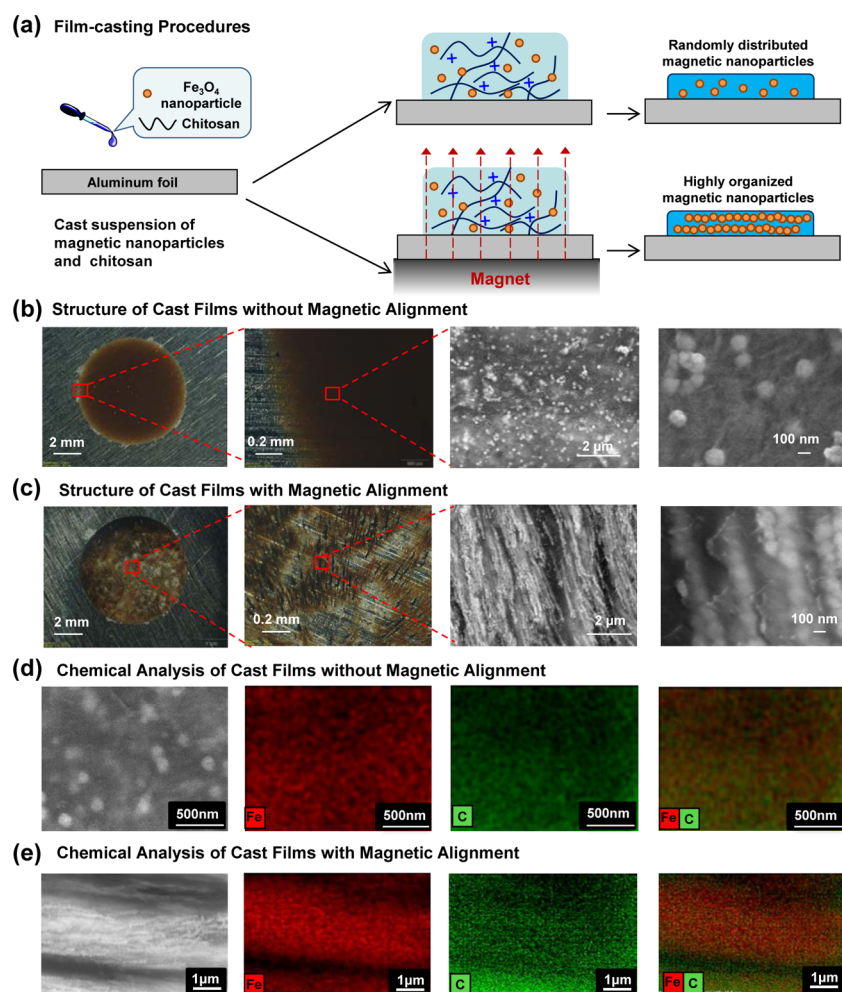 (a) Film-casting Procedures
Fe₃O₄
nanoparticle
Chitosan
Aluminum foil
Cast suspension of
magnetic nanoparticles
and chitosan
Randomly distributed
magnetic nanoparticles
Magnet
Highly organized
magnetic nanoparticles
(b) Structure of Cast Films without Magnetic Alignment
2 mm
0.2 mm
2 μm
100 nm
(c) Structure of Cast Films with Magnetic Alignment
2 mm
0.2 mm
2 μm
100 nm
(d) Chemical Analysis of Cast Films without Magnetic Alignment
500nm
Fe
500nm
C
500nm
Fe C
500nm
(e) Chemical Analysis of Cast Films with Magnetic Alignment
1μm
Fe
1μm
C
1μm
Fe C
1μm